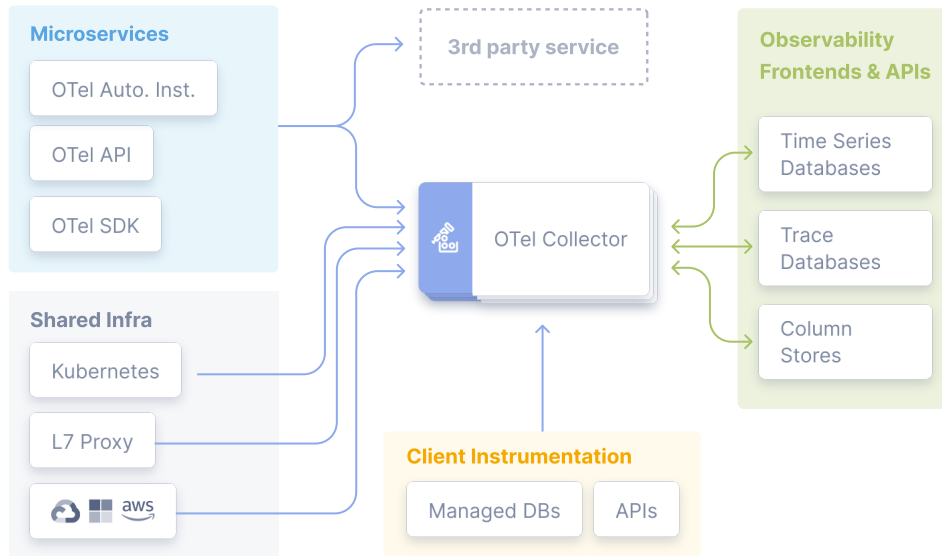 Microservices
OTel Auto. Inst.
OTel API
OTel SDK
Shared Infra
Kubernetes
L7 Proxy
aws
3rd party service
OTel Collector
Client Instrumentation
Managed DBs
APIs
Observability
Frontends & APIs
Time Series
Databases
Trace
Databases
Column
Stores